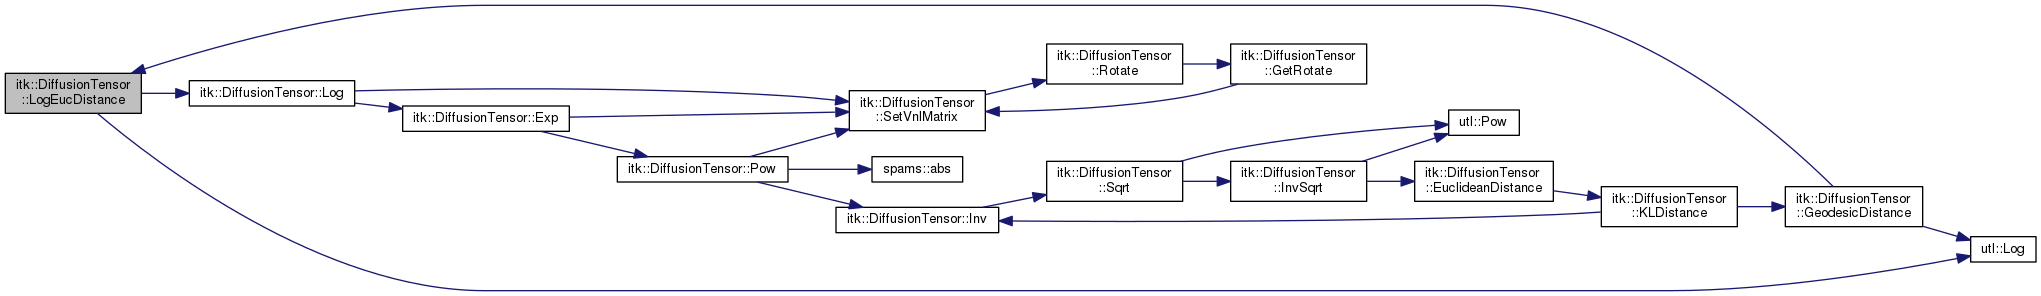 itk::DiffusionTensor
::LogEucDistance
itk::DiffusionTensor::Log
itk::DiffusionTensor::Exp
itk::DiffusionTensor::Pow
itk::DiffusionTensor
::SetVnlMatrix
spams::abs
itk::DiffusionTensor::Inv
itk::DiffusionTensor
::Rotate
itk::DiffusionTensor
::GetRotate
itk::DiffusionTensor
::Sqrt
itk::DiffusionTensor
::InvSqrt
utl::Pow
itk::DiffusionTensor
::EuclideanDistance
itk::DiffusionTensor
::KLDistance
itk::DiffusionTensor
::GeodesicDistance
utl::Log